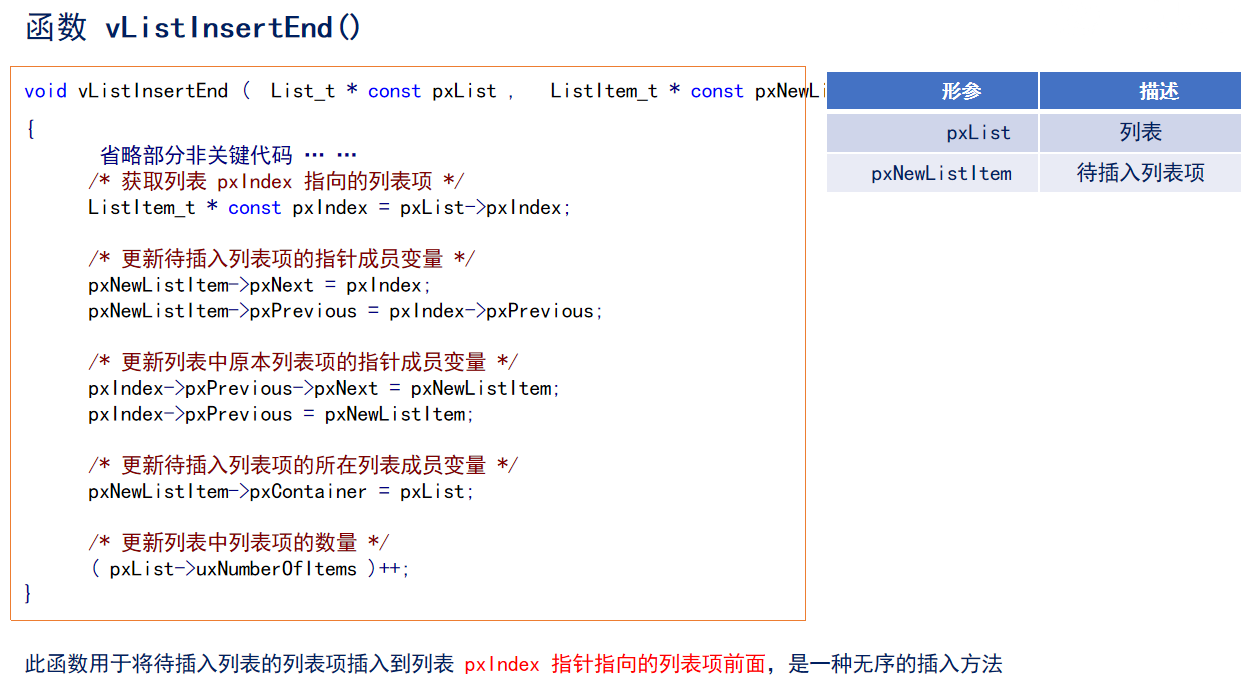 函数 vListInsertEnd()
void vListInsertEnd ( List_t * const pxList , ListItem_t * const pxNewLi
{
省略部分非关键代码 … …
/* 获取列表 pxIndex 指向的列表项 */
ListItem_t * const pxIndex = pxList->pxIndex;
/* 更新待插入列表项的指针成员变量 */
pxNewListItem->pxNext = pxIndex;
pxNewListItem->pxPrevious = pxIndex->pxPrevious;
/* 更新列表中原本列表项的指针成员变量 */
pxIndex->pxPrevious->pxNext = pxNewListItem;
pxIndex->pxPrevious = pxNewListItem;
/* 更新待插入列表项的所在列表成员变量 */
pxNewListItem->pxContainer = pxList;
/* 更新列表中列表项的数量 */
( pxList->uxNumberOfItems )++;
}
形参 描述
pxList 列表
pxNewListItem 待插入列表项
此函数用于将待插入列表的列表项插入到列表 pxIndex 指针指向的列表项前面，是一种无序的插入方法